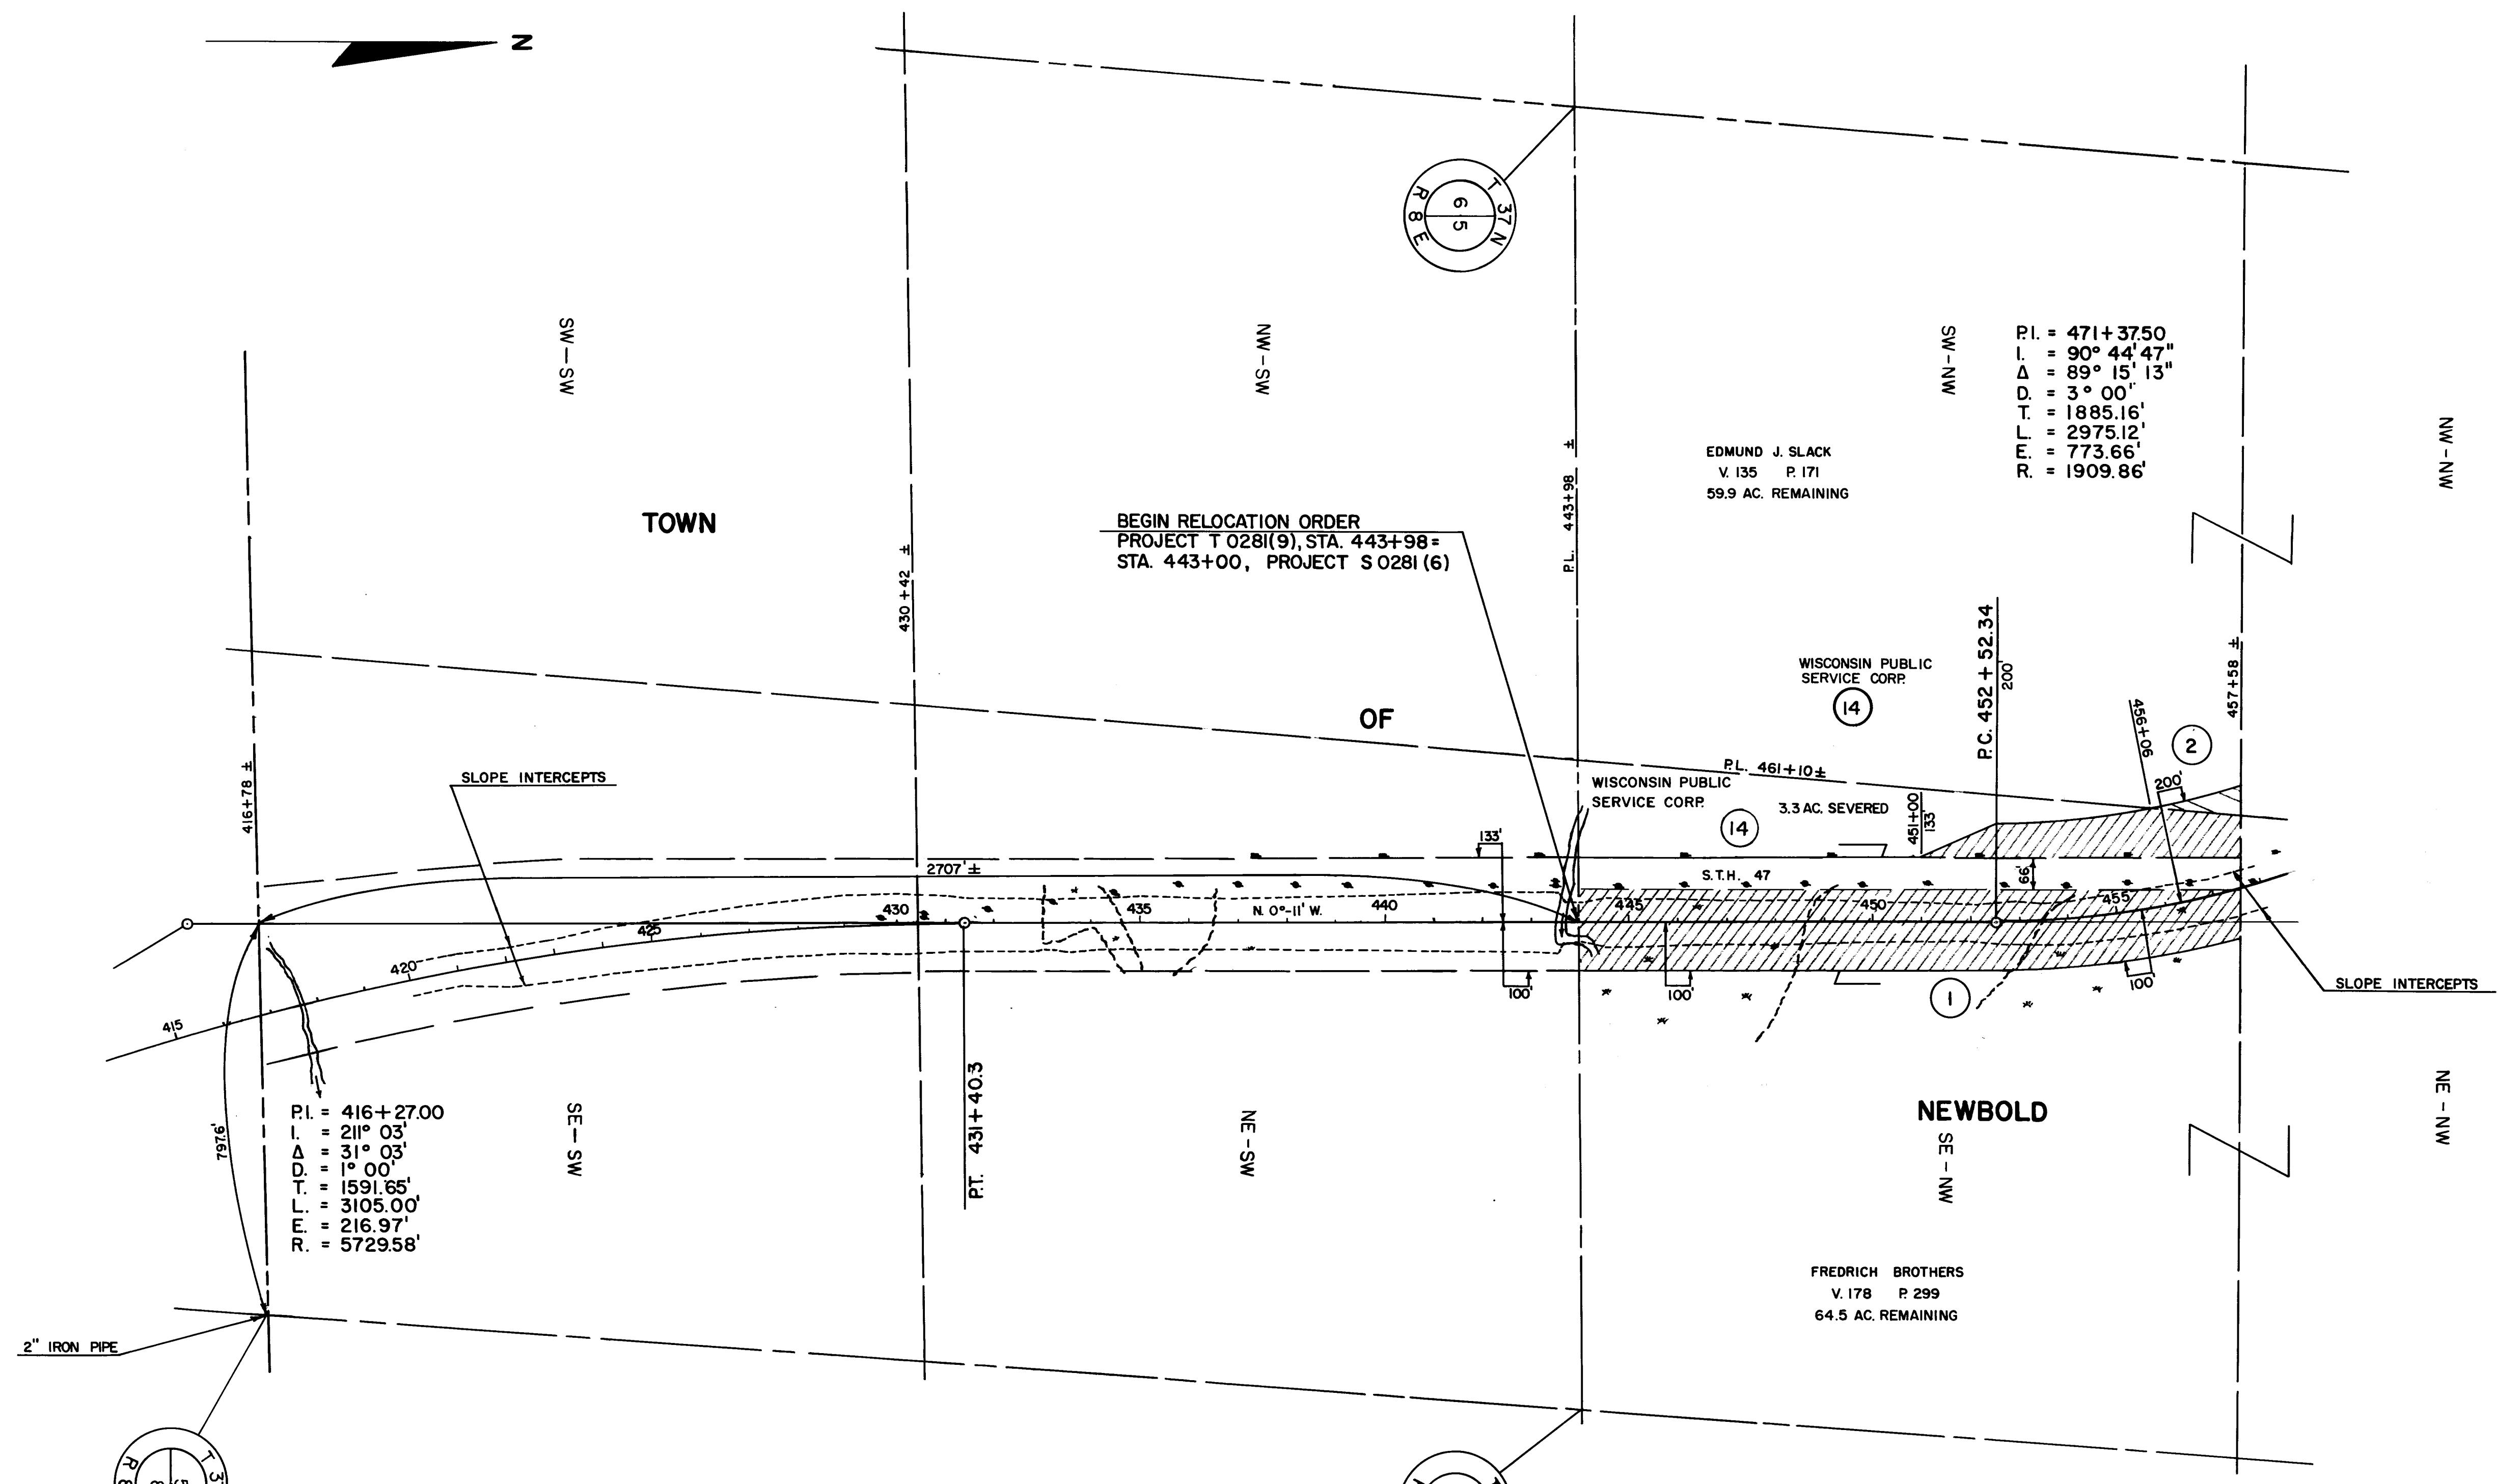 N
T 37 N
R 8 E
6 5
SW-SW
NW-SW
SW-NW
NW-NW
P.I. = 471+37.50
I. = 90° 44' 47"
Δ = 89° 15' 13"
D. = 3° 00'
T. = 1885.16'
L. = 2975.12'
E. = 773.66'
R. = 1909.86'
EDMUND J. SLACK
V. 135 P. 171
59.9 AC. REMAINING
TOWN
BEGIN RELOCATION ORDER
PROJECT T 0281(9), STA. 443+98=
STA. 443+00, PROJECT S 0281 (6)
P.L. 443+98 ±
430+42 ±
416+78 ±
457+58 ±
P.C. 452+52.34
200'
WISCONSIN PUBLIC
SERVICE CORP.
14
OF
456+06
2
200'
P.L. 461+10±
SLOPE INTERCEPTS
WISCONSIN PUBLIC
SERVICE CORP.
3.3 AC. SEVERED
14
451+00
133'
133'
2707'±
S.T.H. 47
66'
415
420
425
430
435
N. 0°-11' W.
440
445
450
455
100'
100'
100'
1
SLOPE INTERCEPTS
P.I. = 416+27.00
I. = 211° 03'
Δ = 31° 03'
D. = 1° 00'
T. = 1591.65'
L. = 3105.00'
E. = 216.97'
R. = 5729.58'
797.6'
P.T. 431+40.3
SE-SW
NE-SW
NEWBOLD
SE-NW
NE-NW
FREDRICH BROTHERS
V. 178 P. 299
64.5 AC. REMAINING
2" IRON PIPE
T 3
R 8
5
8